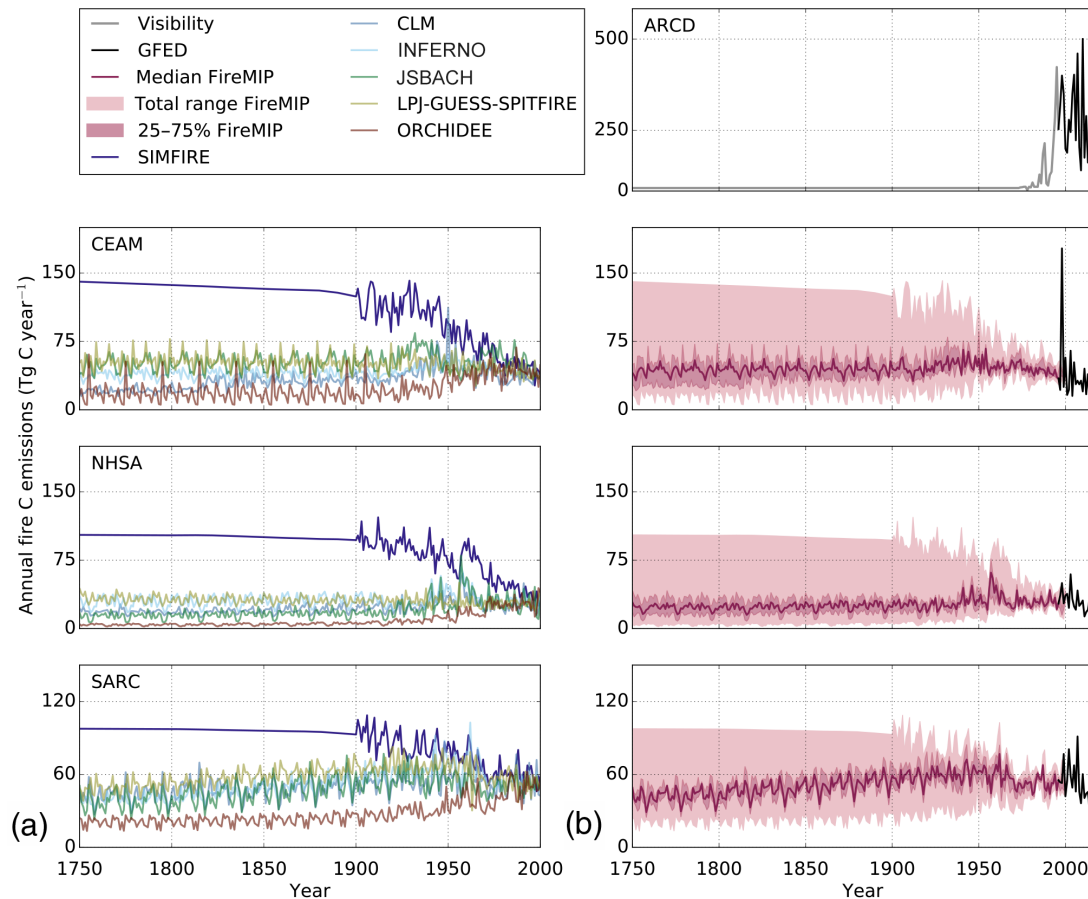 Visibility
GFED
Median FireMIP
Total range FireMIP
25–75% FireMIP
SIMFIRE
CLM
INFERNO
JSBACH
LPJ-GUESS-SPITFIRE
ORCHIDEE
ARCD
500
250
0
Annual fire C emissions (Tg C year⁻¹)
CEAM
150
75
0
150
75
0
NHSA
150
75
0
150
75
0
SARC
120
60
0
120
60
0
(a)
(b)
1750 1800 1850 1900 1950 2000
Year
1750 1800 1850 1900 1950 2000
Year